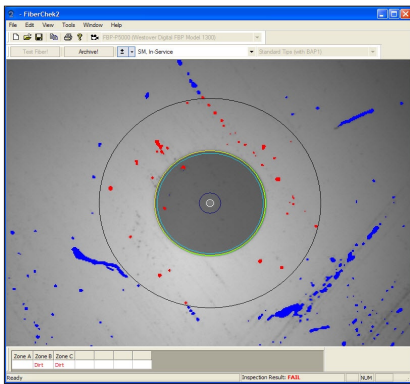 - FiberChek2
File Edit View Tools Window Help
FBP-P5000 (Westover Digital FBP Model 1300)
Test Fiber! Archive! ± SM, In-Service Standard Tips (with BAP1)
Zone A Zone B Zone C
Dirt Dirt
Ready Inspection Result: FAIL NUM